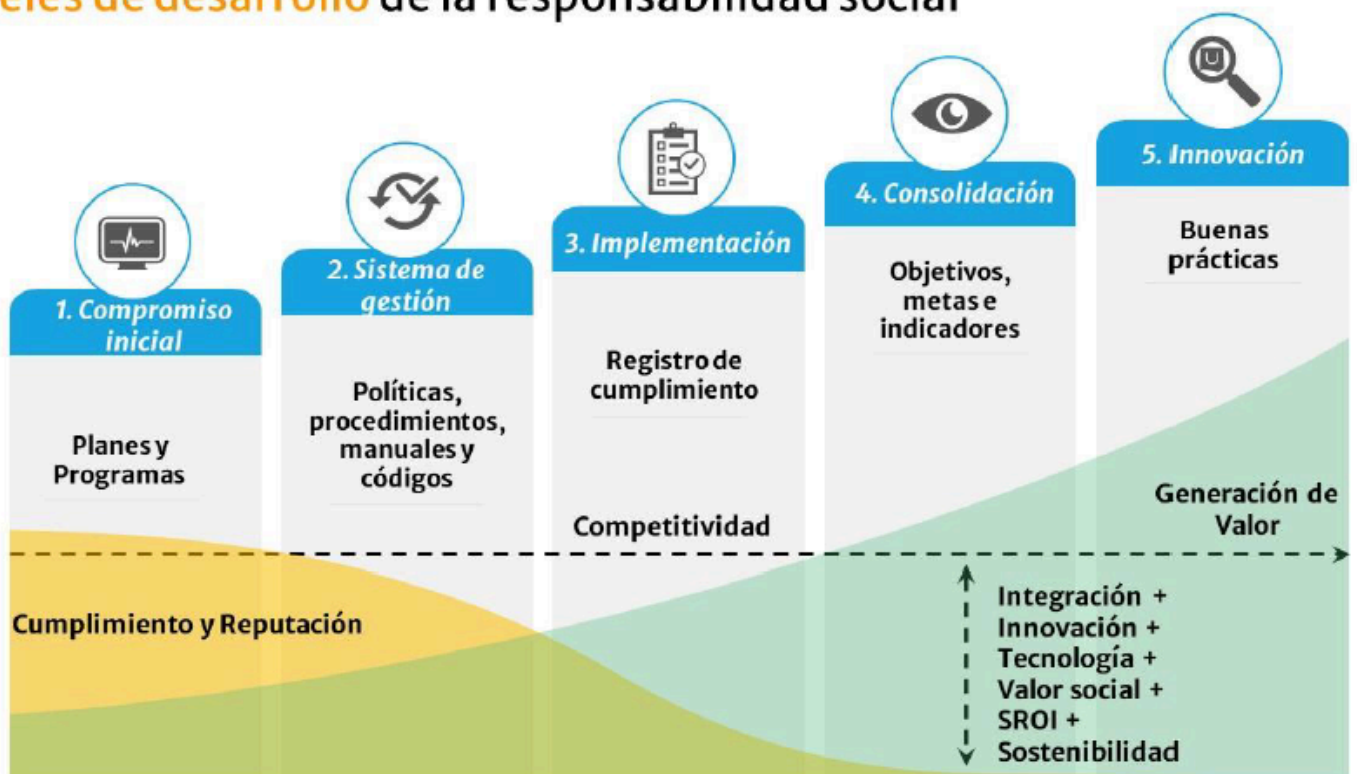 de desarrollo de la responsabilidad social
1. Compromiso
inicial
Planes y
Programas
2. Sistema de
gestión
Políticas,
procedimientos,
manuales y
códigos
3. Implementación
Registro de
cumplimiento
4. Consolidación
Objetivos,
metas e
indicadores
5. Innovación
Buenas
prácticas
Cumplimiento y Reputación
Competitividad
Generación de
Valor
Integración +
Innovación +
Tecnología +
Valor social +
SROI +
Sostenibilidad